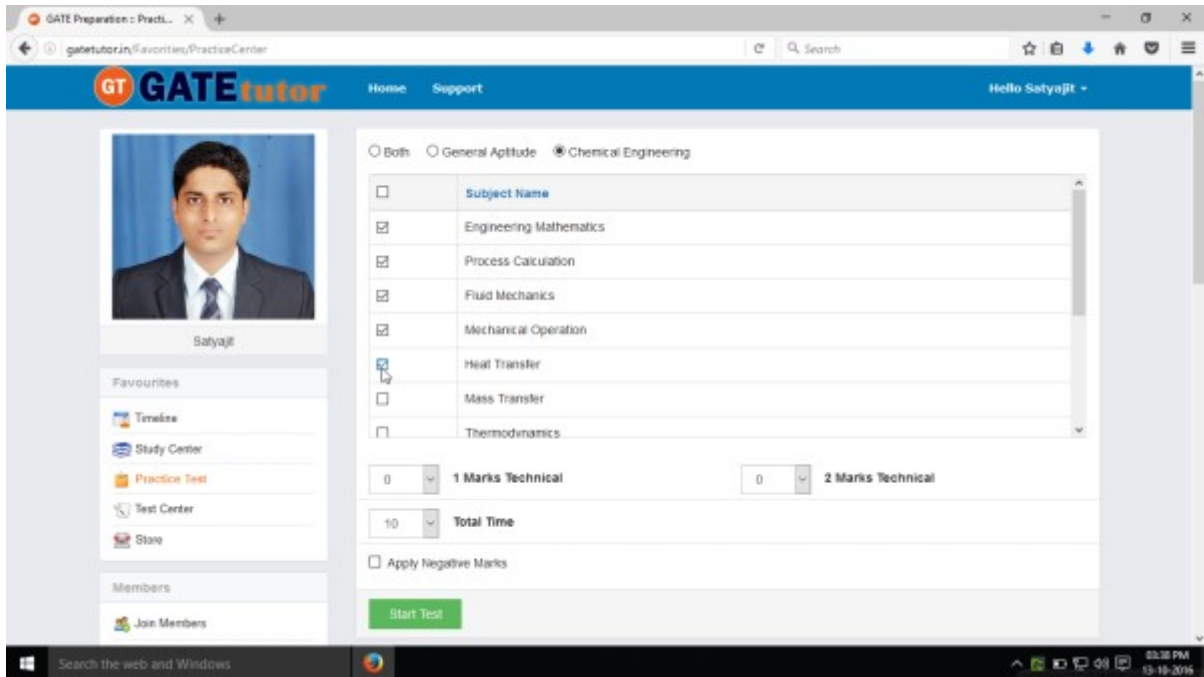 GATE Preparation :: Practi...
gatetutor.in/Favorities/PracticeCenter
Search
GT GATEtutor
Home Support
Hello Satyajit
Both General Aptitude Chemical Engineering
Subject Name
Engineering Mathematics
Process Calculation
Fluid Mechanics
Mechanical Operation
Heat Transfer
Mass Transfer
Thermodynamics
Satyajit
Favourites
Timeline
Study Center
Practice Test
Test Center
Store
Members
Join Members
0 1 Marks Technical 0 2 Marks Technical
10 Total Time
Apply Negative Marks
Start Test
Search the web and Windows
03:38 PM
13-10-2016